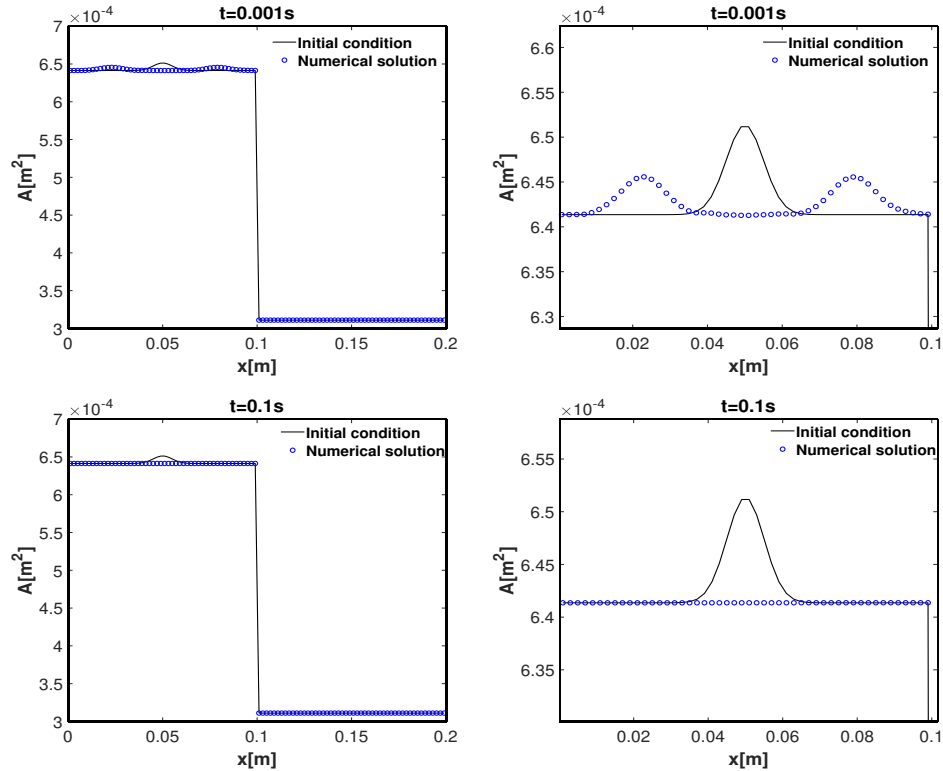 t=0.001s
×10⁻⁴
7
6.5
6
5.5
5
4.5
4
3.5
3
0
0.05
0.1
0.15
0.2
A[m²]
x[m]
Initial condition
Numerical solution
t=0.001s
×10⁻⁴
6.6
6.55
6.5
6.45
6.4
6.35
6.3
0.02
0.04
0.06
0.08
0.1
A[m²]
x[m]
Initial condition
Numerical solution
t=0.1s
×10⁻⁴
7
6.5
6
5.5
5
4.5
4
3.5
3
0
0.05
0.1
0.15
0.2
A[m²]
x[m]
Initial condition
Numerical solution
t=0.1s
×10⁻⁴
6.55
6.5
6.45
6.4
6.35
0.02
0.04
0.06
0.08
0.1
A[m²]
x[m]
Initial condition
Numerical solution